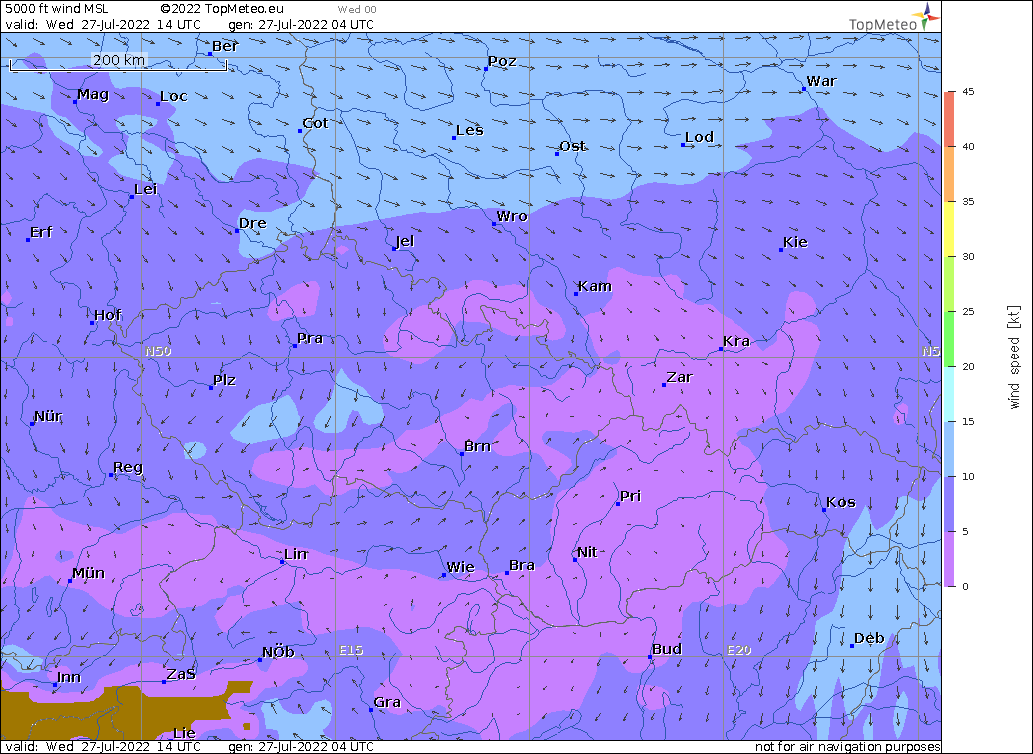 5000 ft wind MSL ©2022 TopMeteo.eu Wed 00
valid: Wed 27-Jul-2022 14 UTC gen: 27-Jul-2022 04 UTC
TopMeteo
Ber
200 km
Poz
War
Mag
Loc
Cot
Les
Lod
Ost
Lei
Wro
Dre
Erf
Jel
Kie
Kam
Hof
Pra
Kra
N50
N5
Plz
Zar
Nür
Brn
Reg
Pri
Kos
Lin
Nit
Wie
Bra
Mün
Deb
NÖb
E15
Bud
E20
Inn
ZaS
Gra
Lie
45
40
35
30
25
20
15
10
5
0
wind speed [kt]
valid: Wed 27-Jul-2022 14 UTC gen: 27-Jul-2022 04 UTC
not for air navigation purposes